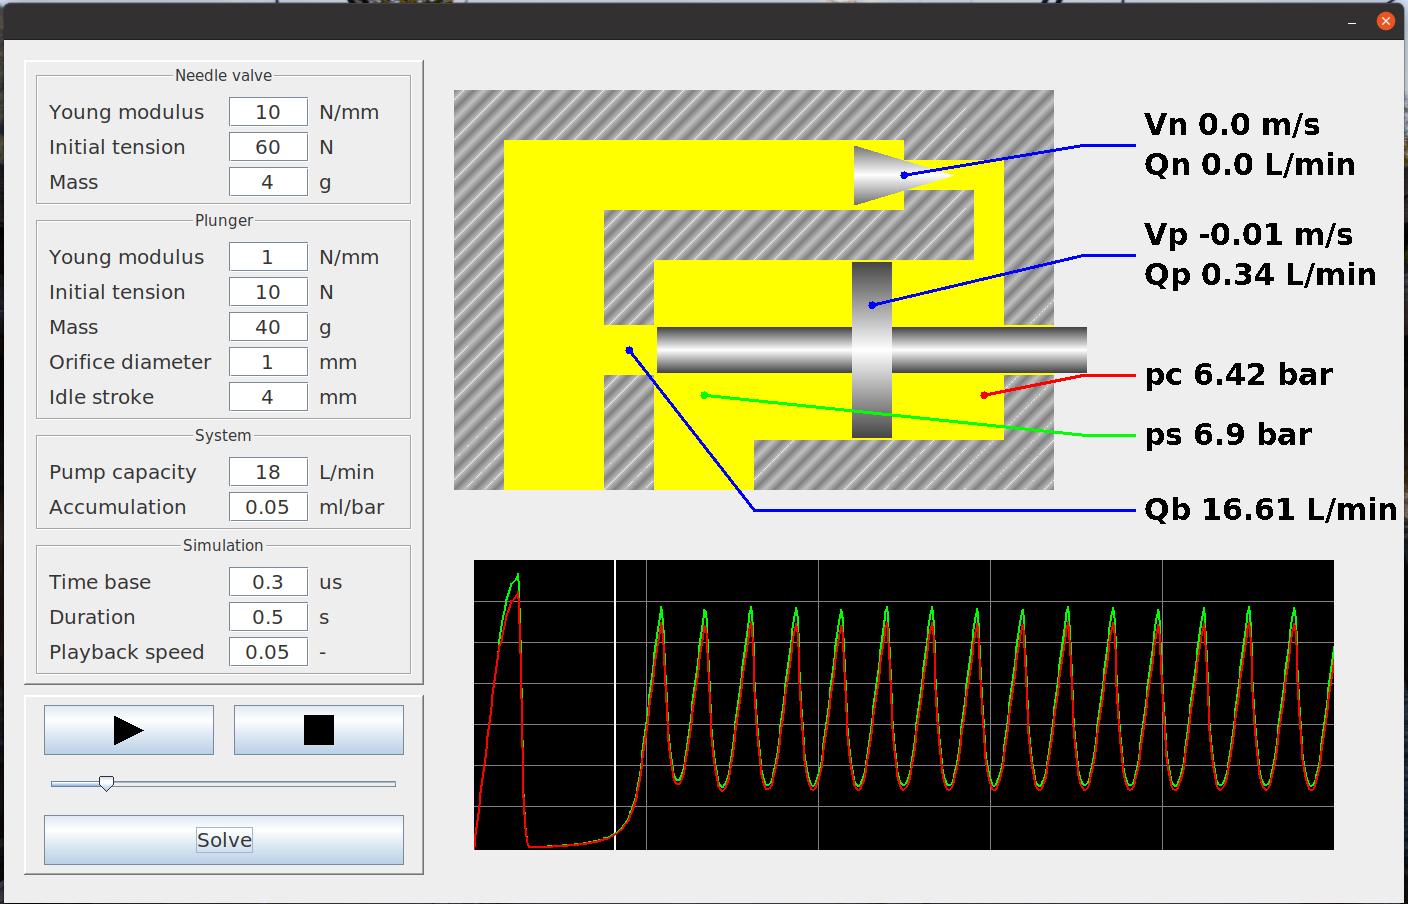 Needle valve
Young modulus 10 N/mm
Initial tension 60 N
Mass 4 g
Plunger
Young modulus 1 N/mm
Initial tension 10 N
Mass 40 g
Orifice diameter 1 mm
Idle stroke 4 mm
System
Pump capacity 18 L/min
Accumulation 0.05 ml/bar
Simulation
Time base 0.3 us
Duration 0.5 s
Playback speed 0.05 -
Solve
Vn 0.0 m/s
Qn 0.0 L/min
Vp -0.01 m/s
Qp 0.34 L/min
pc 6.42 bar
ps 6.9 bar
Qb 16.61 L/min